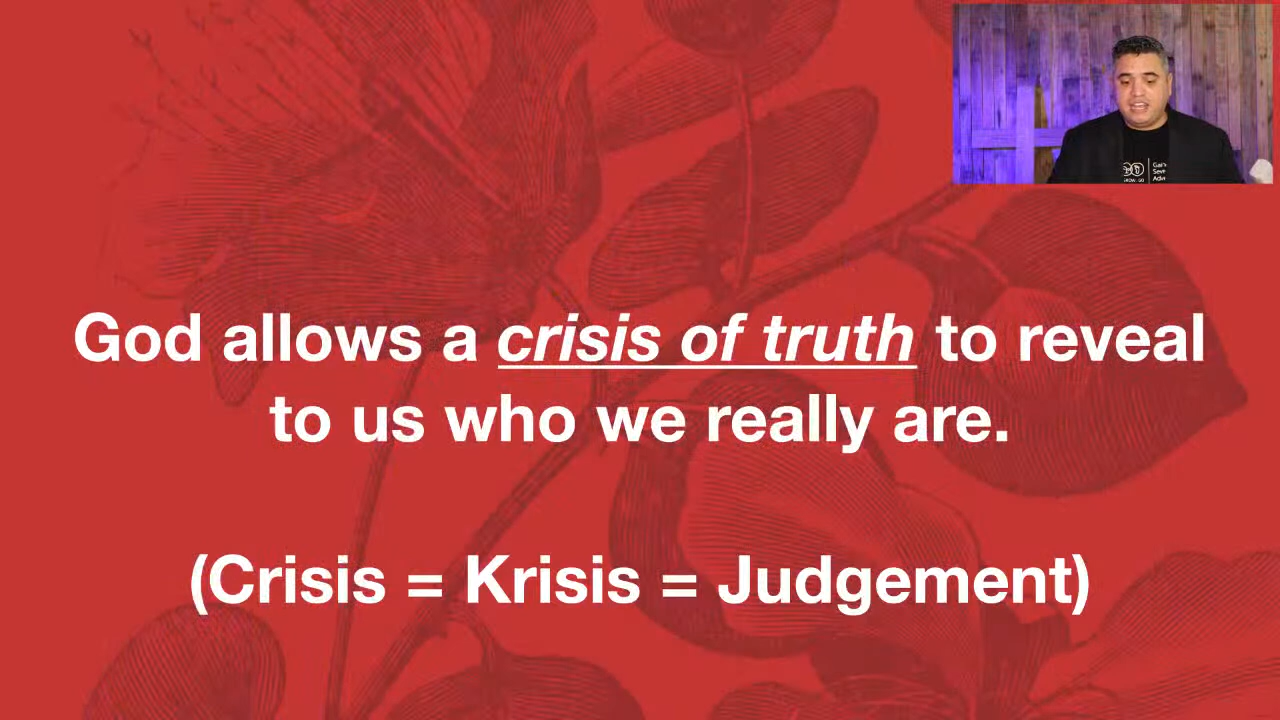 God allows a crisis of truth to reveal
to us who we really are.
(Crisis = Krisis = Judgement)